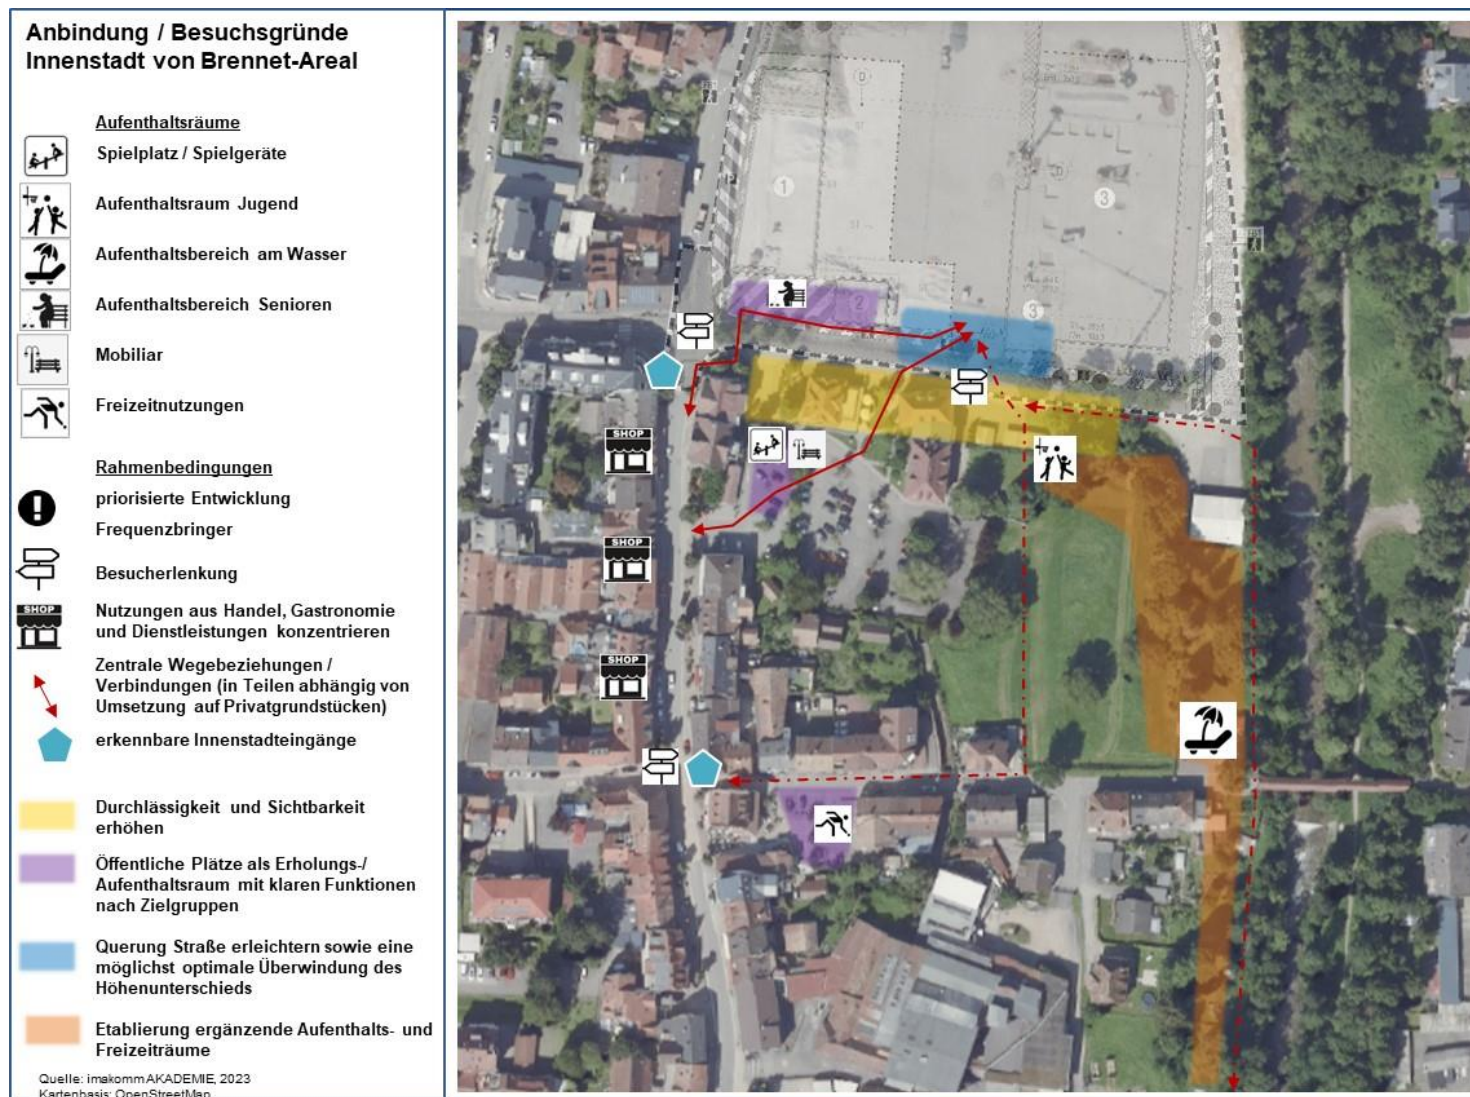 Anbindung / Besuchsgründe
Innenstadt von Brennet-Areal
Aufenthaltsräume
Spielplatz / Spielgeräte
Aufenthaltsraum Jugend
Aufenthaltsbereich am Wasser
Aufenthaltsbereich Senioren
Mobiliar
Freizeitnutzungen
Rahmenbedingungen
priorisierte Entwicklung
Frequenzbringer
Besucherlenkung
SHOP
Nutzungen aus Handel, Gastronomie
und Dienstleistungen konzentrieren
Zentrale Wegebeziehungen /
Verbindungen (in Teilen abhängig von
Umsetzung auf Privatgrundstücken)
erkennbare Innenstadteingänge
Durchlässigkeit und Sichtbarkeit
erhöhen
Öffentliche Plätze als Erholungs-/
Aufenthaltsraum mit klaren Funktionen
nach Zielgruppen
Querung Straße erleichtern sowie eine
möglichst optimale Überwindung des
Höhenunterschieds
Etablierung ergänzende Aufenthalts- und
Freizeiträume
Quelle: imakomm AKADEMIE, 2023
Kartenbasis: OpenStreetMap
D
1
3
2
3
SHOP
SHOP
SHOP